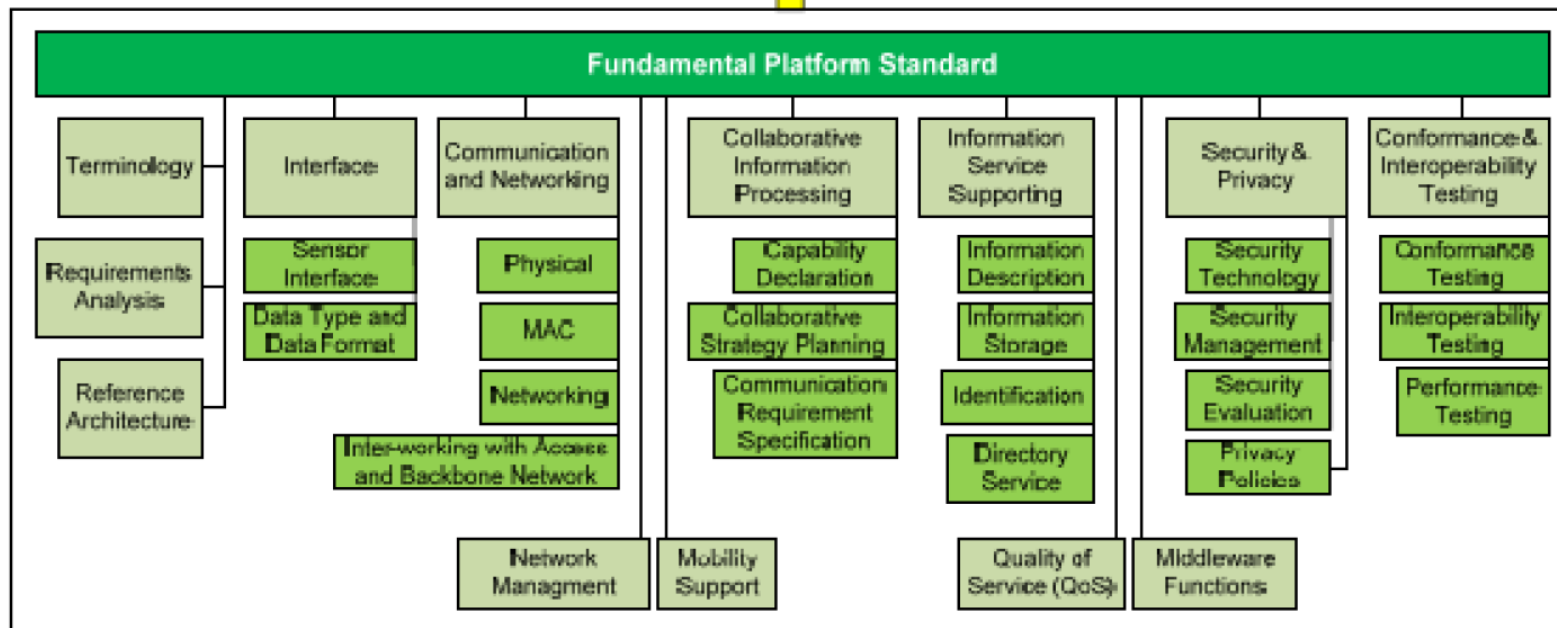 Fundamental Platform Standard
Terminology
Requirements
Analysis
Reference
Architecture
Interface
Sensor
Interface
Data Type and
Data Format
Communication
and Networking
Physical
MAC
Networking
Inter-working with Access
and Backbone Network
Collaborative
Information
Processing
Capability
Declaration
Collaborative
Strategy Planning
Communication
Requirement
Specification
Information
Service
Supporting
Information
Description
Information
Storage
Identification
Directory
Service
Security &
Privacy
Security
Technology
Security
Management
Security
Evaluation
Privacy
Policies
Conformance &
Interoperability
Testing
Conformance
Testing
Interoperability
Testing
Performance
Testing
Network
Managment
Mobility
Support
Quality of
Service (QoS)
Middleware
Functions